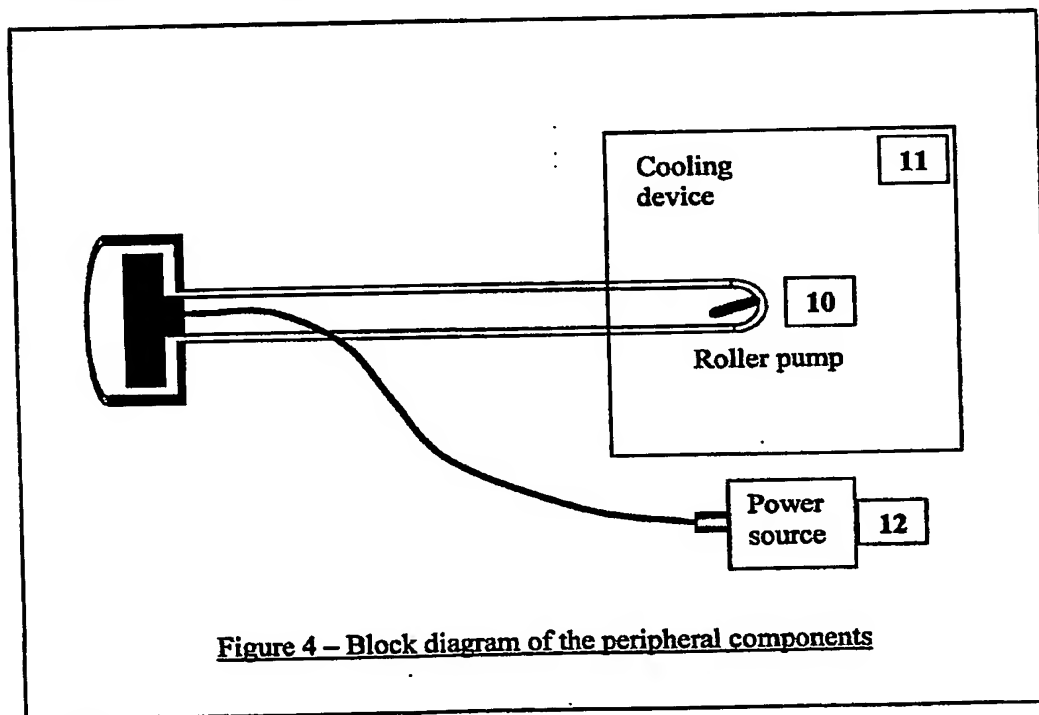 Cooling
device
11
10
Roller pump
Power
source
12
Figure 4 – Block diagram of the peripheral components